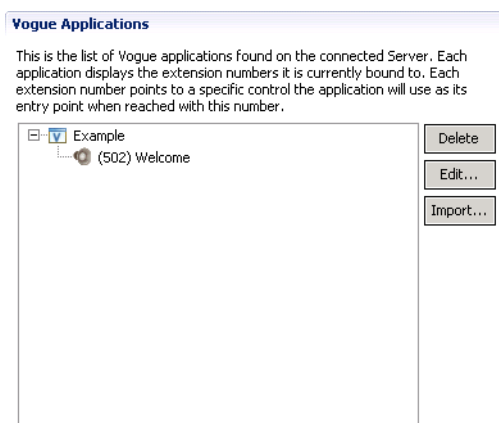 Vogue Applications
This is the list of Vogue applications found on the connected Server. Each
application displays the extension numbers it is currently bound to. Each
extension number points to a specific control the application will use as its
entry point when reached with this number.
Example
(502) Welcome
Delete
Edit...
Import...